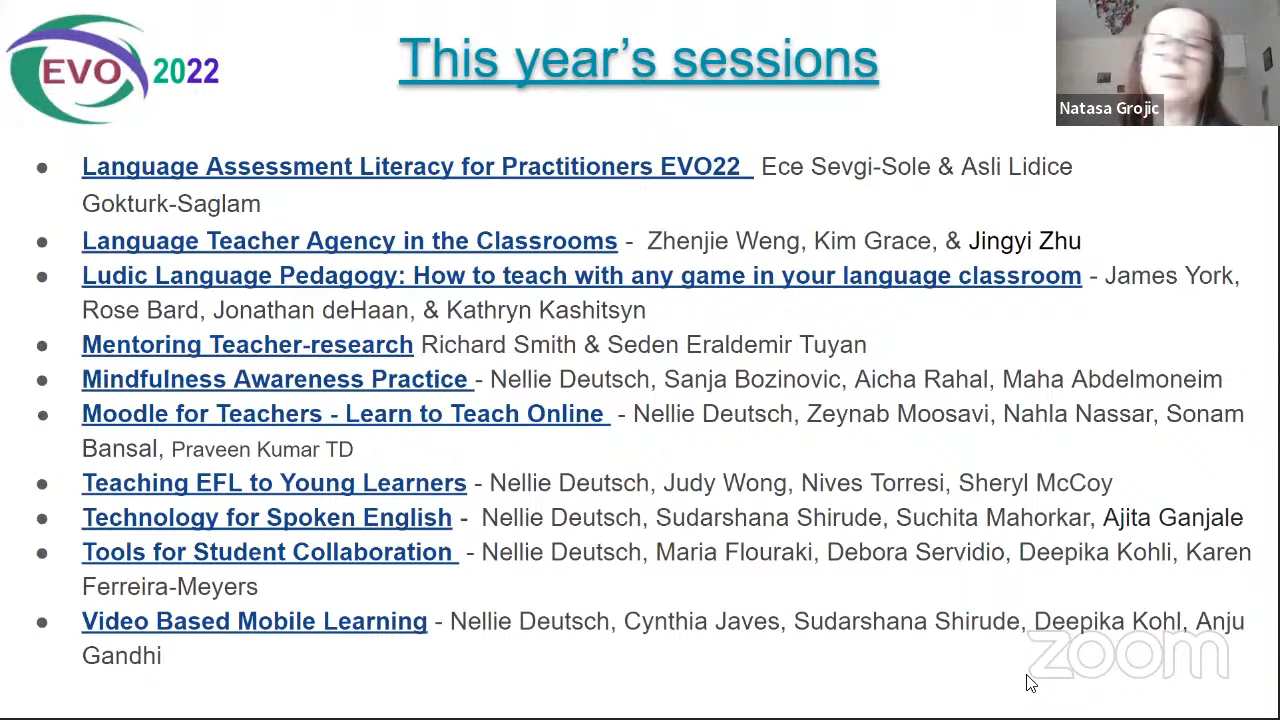 EVO 2022
This year's sessions
Natasa Grojic
● Language Assessment Literacy for Practitioners EVO22 Ece Sevgi-Sole & Asli Lidice
Gokturk-Saglam
● Language Teacher Agency in the Classrooms - Zhenjie Weng, Kim Grace, & Jingyi Zhu
● Ludic Language Pedagogy: How to teach with any game in your language classroom - James York,
Rose Bard, Jonathan deHaan, & Kathryn Kashitsyn
● Mentoring Teacher-research Richard Smith & Seden Eraldemir Tuyan
● Mindfulness Awareness Practice - Nellie Deutsch, Sanja Bozinovic, Aicha Rahal, Maha Abdelmoneim
● Moodle for Teachers - Learn to Teach Online - Nellie Deutsch, Zeynab Moosavi, Nahla Nassar, Sonam
Bansal, Praveen Kumar TD
● Teaching EFL to Young Learners - Nellie Deutsch, Judy Wong, Nives Torresi, Sheryl McCoy
● Technology for Spoken English - Nellie Deutsch, Sudarshana Shirude, Suchita Mahorkar, Ajita Ganjale
● Tools for Student Collaboration - Nellie Deutsch, Maria Flouraki, Debora Servidio, Deepika Kohli, Karen
Ferreira-Meyers
● Video Based Mobile Learning - Nellie Deutsch, Cynthia Javes, Sudarshana Shirude, Deepika Kohl, Anju
Gandhi
zoom